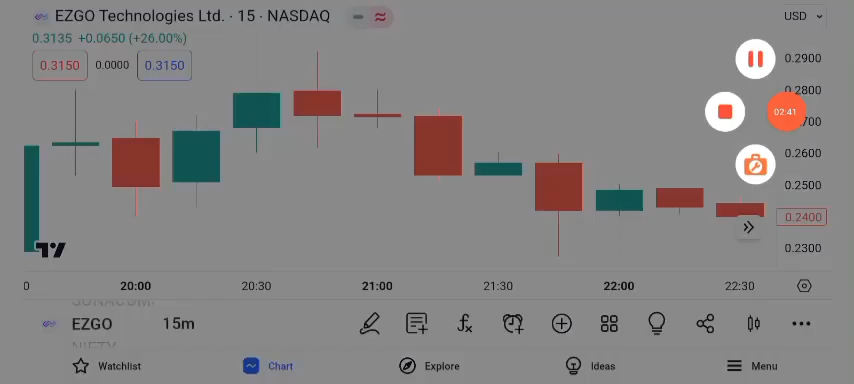 EZGO Technologies Ltd. · 15 · NASDAQ
USD
0.3135 +0.0650 (+26.00%)
0.3150 0.0000 0.3150
0.2900
0.2800
02:41
0.2600
0.2500
0.2400
0.2300
0 20:00 20:30 21:00 21:30 22:00 22:30
EZGO 15m
NIFTY
Watchlist Chart Explore Ideas Menu